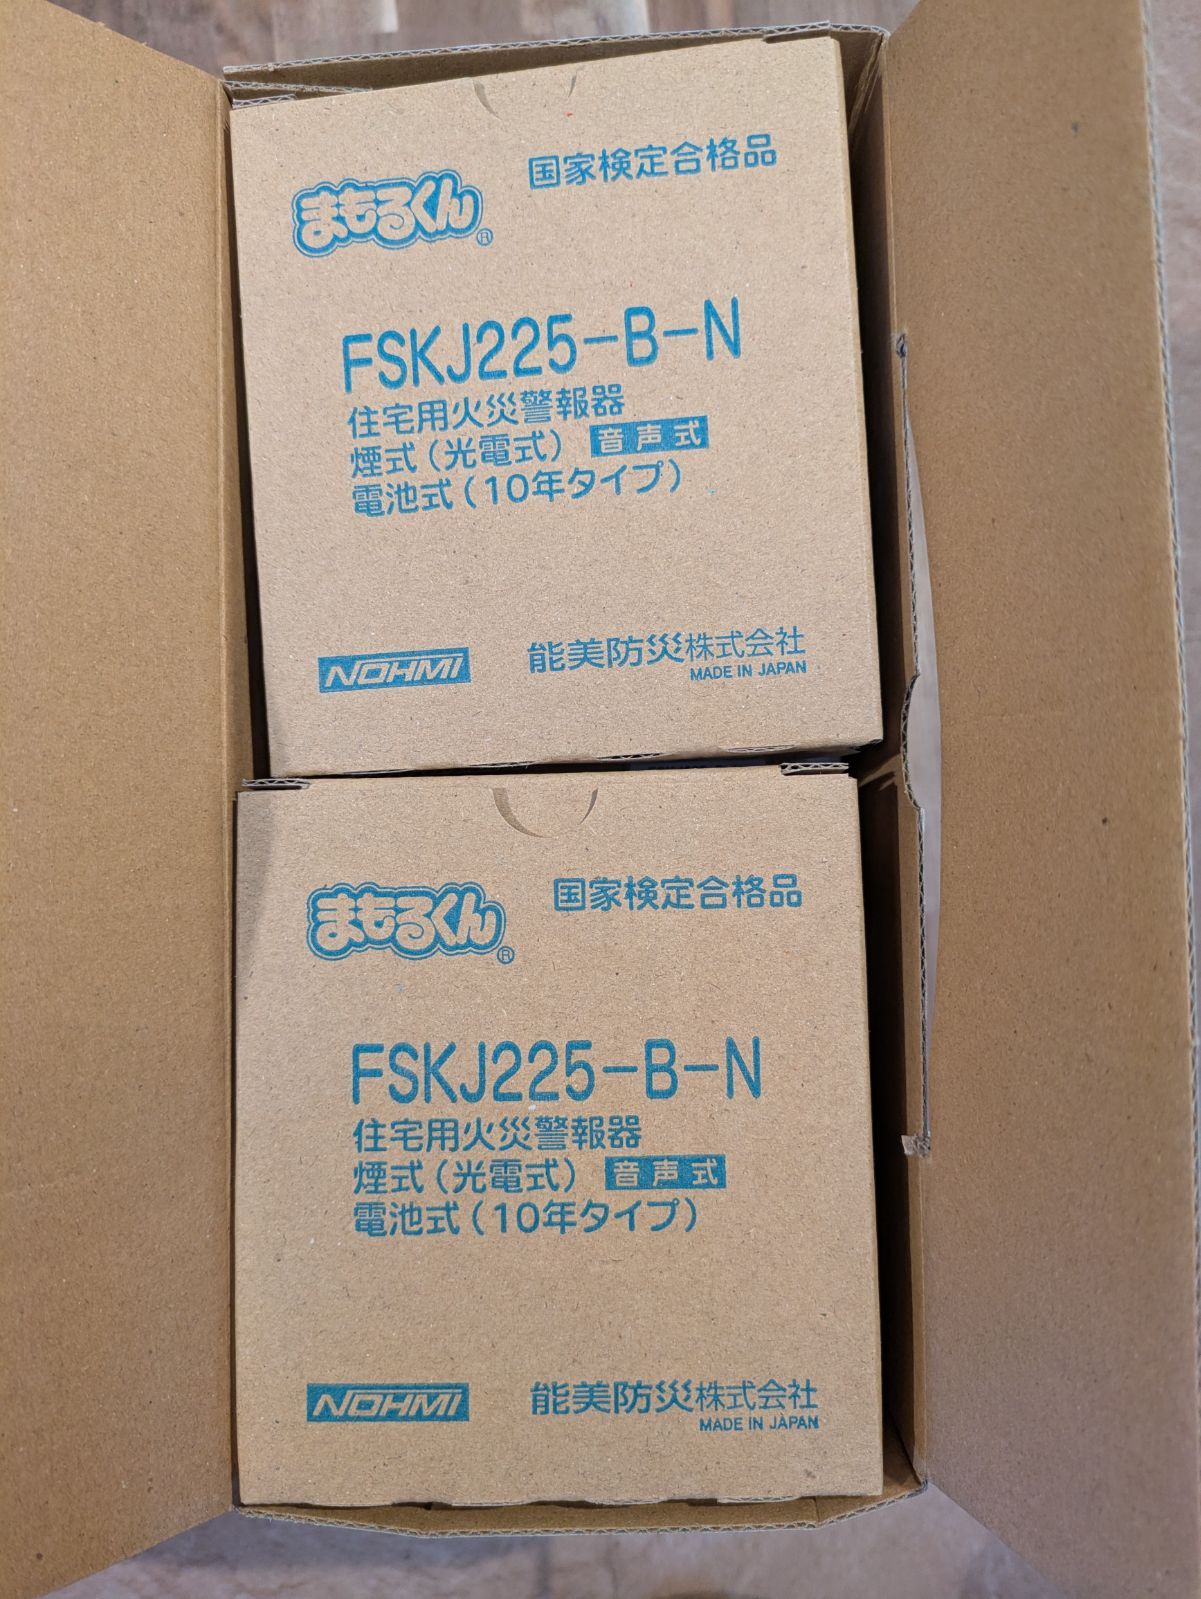 まもるくん®
国家検定合格品
FSKJ225-B-N
住宅用火災警報器
煙式(光電式) 音声式
電池式(10年タイプ)
NOHMI 能美防災株式会社
MADE IN JAPAN
まもるくん®
国家検定合格品
FSKJ225-B-N
住宅用火災警報器
煙式(光電式) 音声式
電池式(10年タイプ)
NOHMI 能美防災株式会社
MADE IN JAPAN